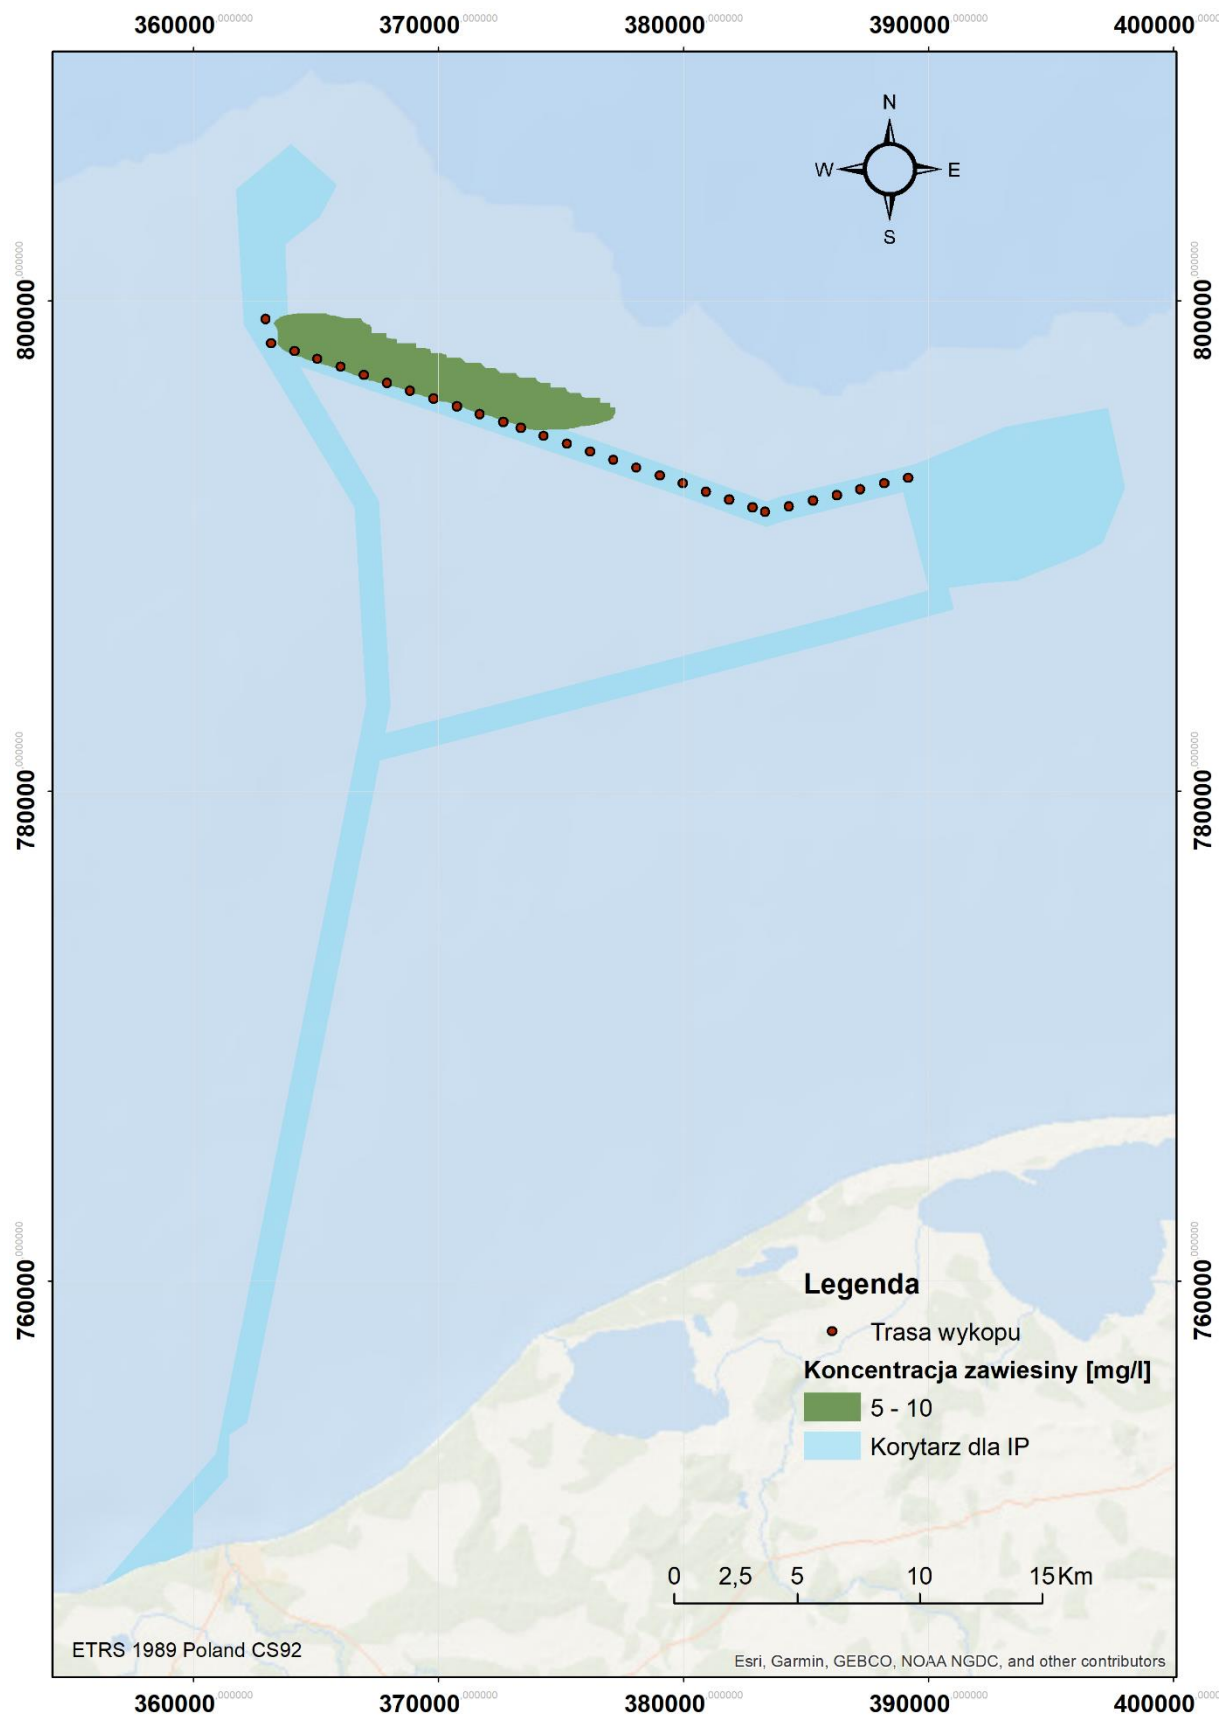 360000,000000 370000,000000 380000,000000 390000,000000 400000,000000
N
W E
S
800000,000000 800000,000000
780000,000000 780000,000000
760000,000000 760000,000000
Legenda
Trasa wykopu
Koncentracja zawiesiny [mg/l]
5 - 10
Korytarz dla IP
0 2,5 5 10 15 Km
ETRS 1989 Poland CS92
Esri, Garmin, GEBCO, NOAA NGDC, and other contributors
360000,000000 370000,000000 380000,000000 390000,000000 400000,000